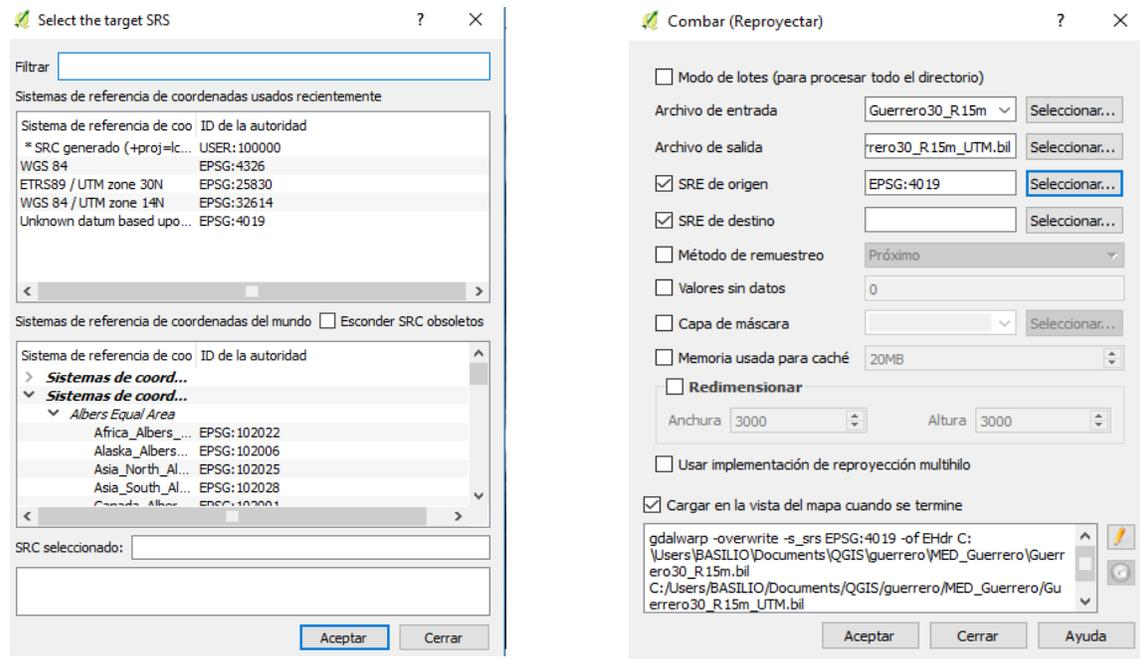 Select the target SRS
?
Filtrar
Sistemas de referencia de coordenadas usados recientemente
Sistema de referencia de coo ID de la autoridad
* SRC generado (+proj=lc... USER:100000
WGS 84 EPSG:4326
ETRS89 / UTM zone 30N EPSG:25830
WGS 84 / UTM zone 14N EPSG:32614
Unknown datum based upo... EPSG:4019
Sistemas de referencia de coordenadas del mundo Esconder SRC obsoletos
Sistema de referencia de coo ID de la autoridad
Sistemas de coord...
Sistemas de coord...
Albers Equal Area
Africa_Albers_... EPSG:102022
Alaska_Albers... EPSG:102006
Asia_North_Al... EPSG:102025
Asia_South_Al... EPSG:102028
Canada_Alber... EPSG:102001
SRC seleccionado:
Aceptar Cerrar
Combar (Reproyectar)
?
Modo de lotes (para procesar todo el directorio)
Archivo de entrada Guerrero30_R15m Seleccionar...
Archivo de salida rrero30_R15m_UTM.bil Seleccionar...
SRE de origen EPSG:4019 Seleccionar...
SRE de destino Seleccionar...
Método de remuestreo Próximo
Valores sin datos 0
Capa de máscara Seleccionar...
Memoria usada para caché 20MB
Redimensionar
Anchura 3000 Altura 3000
Usar implementación de reproyección multihilo
Cargar en la vista del mapa cuando se termine
gdalwarp -overwrite -s_srs EPSG:4019 -of EHdr C:
\Users\BASILIO\Documents\QGIS\guerrero\MED_Guerrero\Guerr
ero30_R15m.bil
C:/Users/BASILIO/Documents/QGIS/guerrero/MED_Guerrero/Gu
errero30_R15m_UTM.bil
Aceptar Cerrar Ayuda